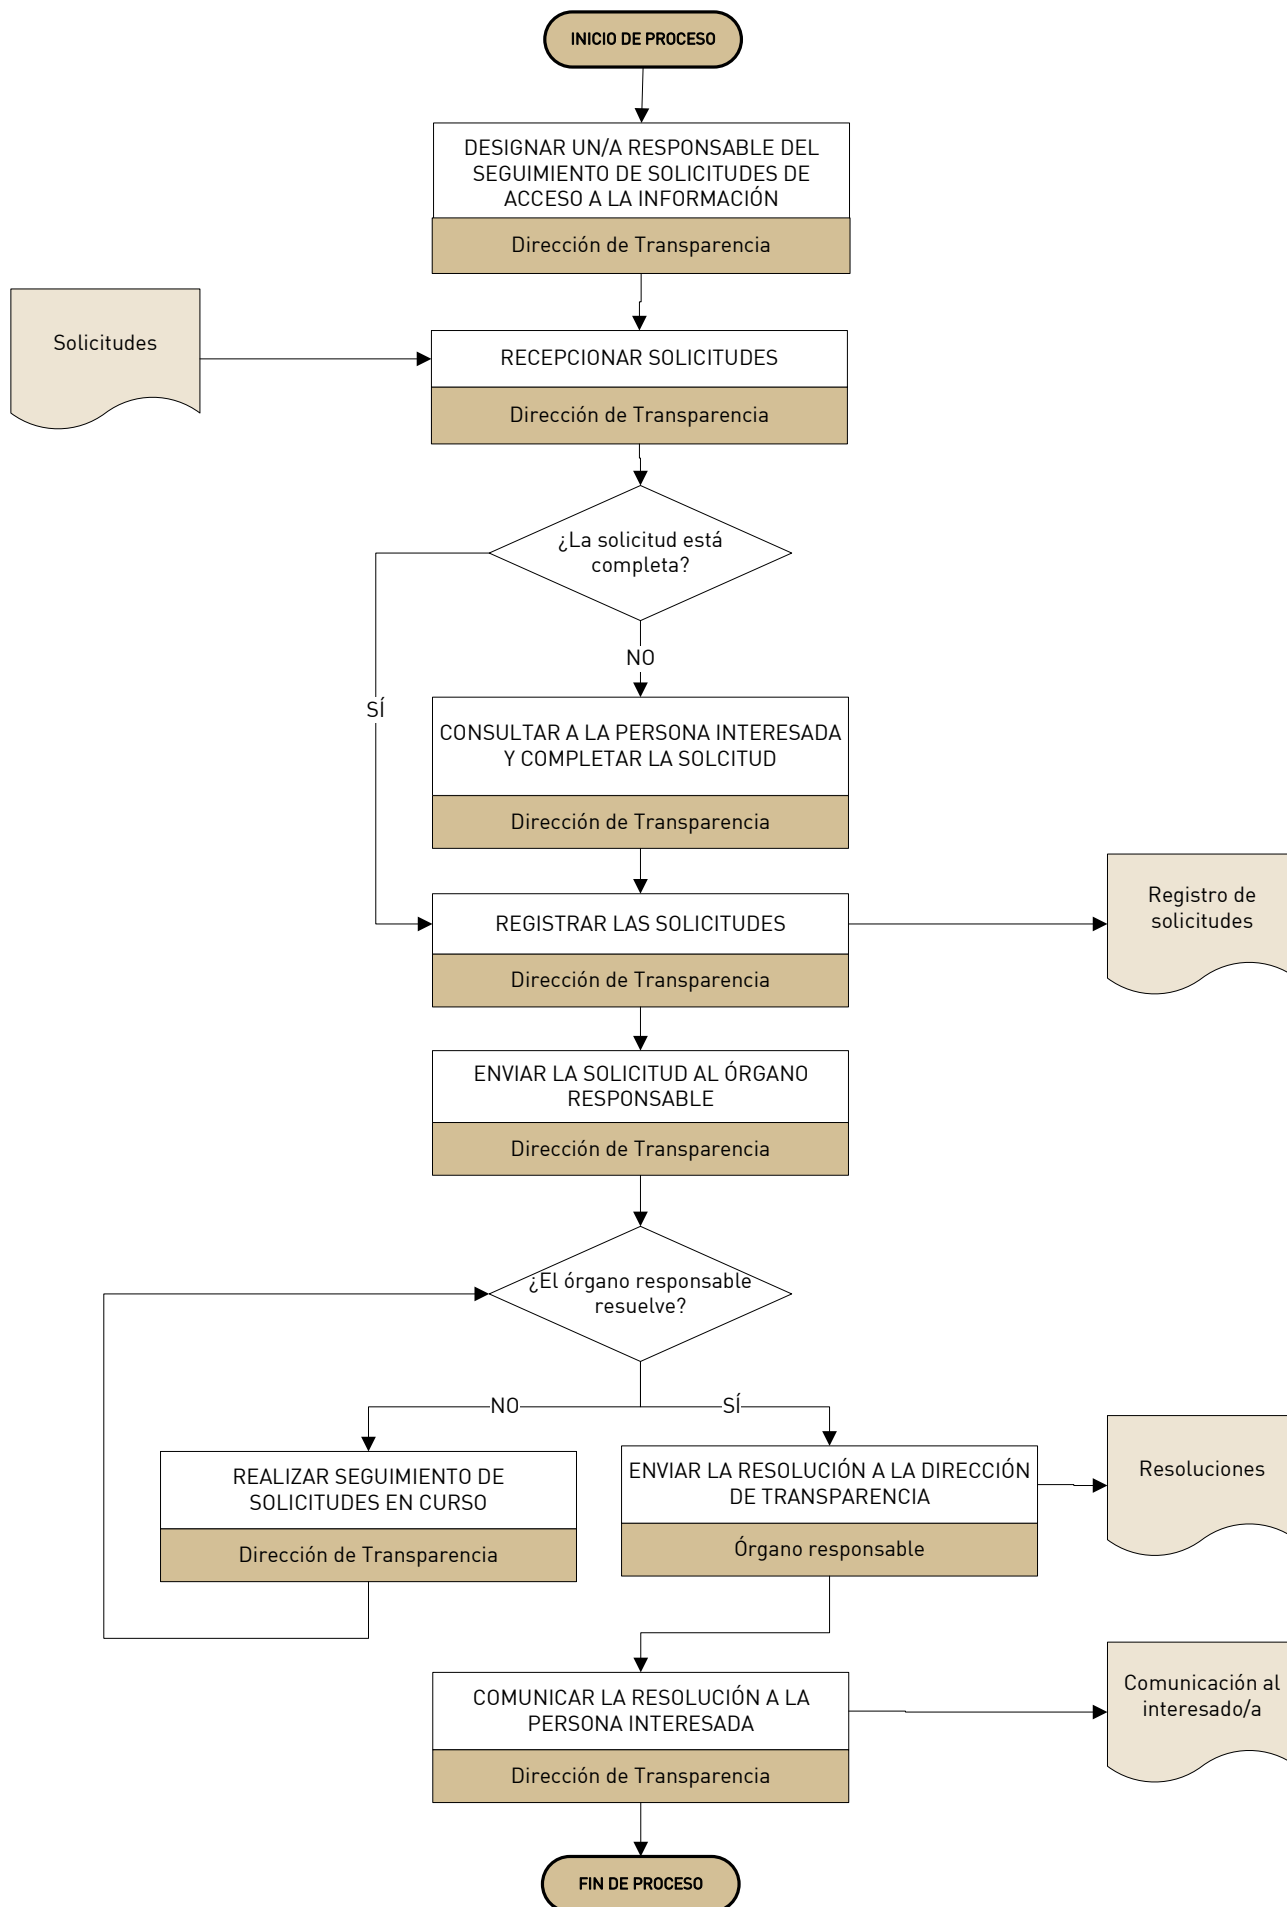 INICIO DE PROCESO
DESIGNAR UN/A RESPONSABLE DEL
SEGUIMIENTO DE SOLICITUDES DE
ACCESO A LA INFORMACIÓN
Dirección de Transparencia
Solicitudes
RECEPCIONAR SOLICITUDES
Dirección de Transparencia
¿La solicitud está
completa?
NO
SÍ
CONSULTAR A LA PERSONA INTERESADA
Y COMPLETAR LA SOLCITUD
Dirección de Transparencia
REGISTRAR LAS SOLICITUDES
Dirección de Transparencia
Registro de
solicitudes
ENVIAR LA SOLICITUD AL ÓRGANO
RESPONSABLE
Dirección de Transparencia
¿El órgano responsable
resuelve?
NO
SÍ
REALIZAR SEGUIMIENTO DE
SOLICITUDES EN CURSO
Dirección de Transparencia
ENVIAR LA RESOLUCIÓN A LA DIRECCIÓN
DE TRANSPARENCIA
Órgano responsable
Resoluciones
COMUNICAR LA RESOLUCIÓN A LA
PERSONA INTERESADA
Dirección de Transparencia
Comunicación al
interesado/a
FIN DE PROCESO